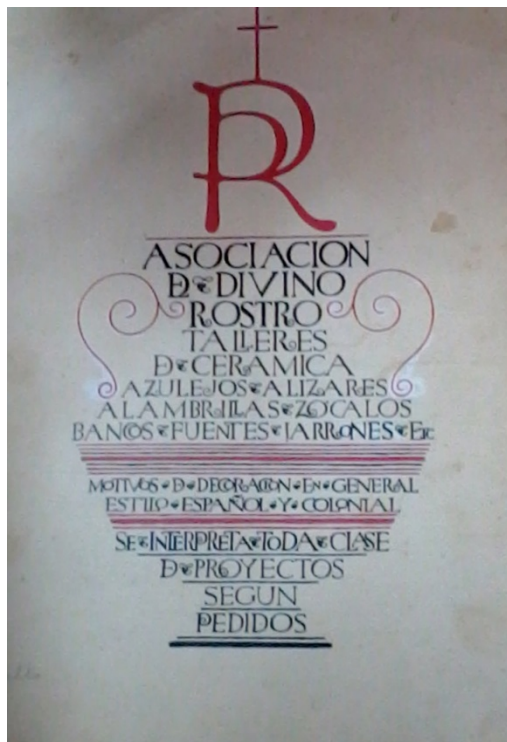 R
ASOCIACION
DEL DIVINO
ROSTRO
TALLERES
DE CERAMICA
AZULEJOS ALIZARES
ALAMBRILLAS ZOCALOS
BANCOS FUENTES JARRONES ETC
MOTIVOS DE DECORACION EN GENERAL
ESTILO ESPAÑOL Y COLONIAL
SE INTERPRETA TODA CLASE
DE PROYECTOS
SEGUN
PEDIDOS